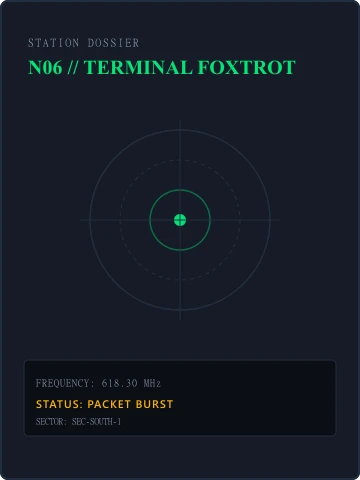 STATION DOSSIER
N06 // TERMINAL FOXTROT
FREQUENCY: 618.30 MHz
STATUS: PACKET BURST
SECTOR: SEC-SOUTH-1